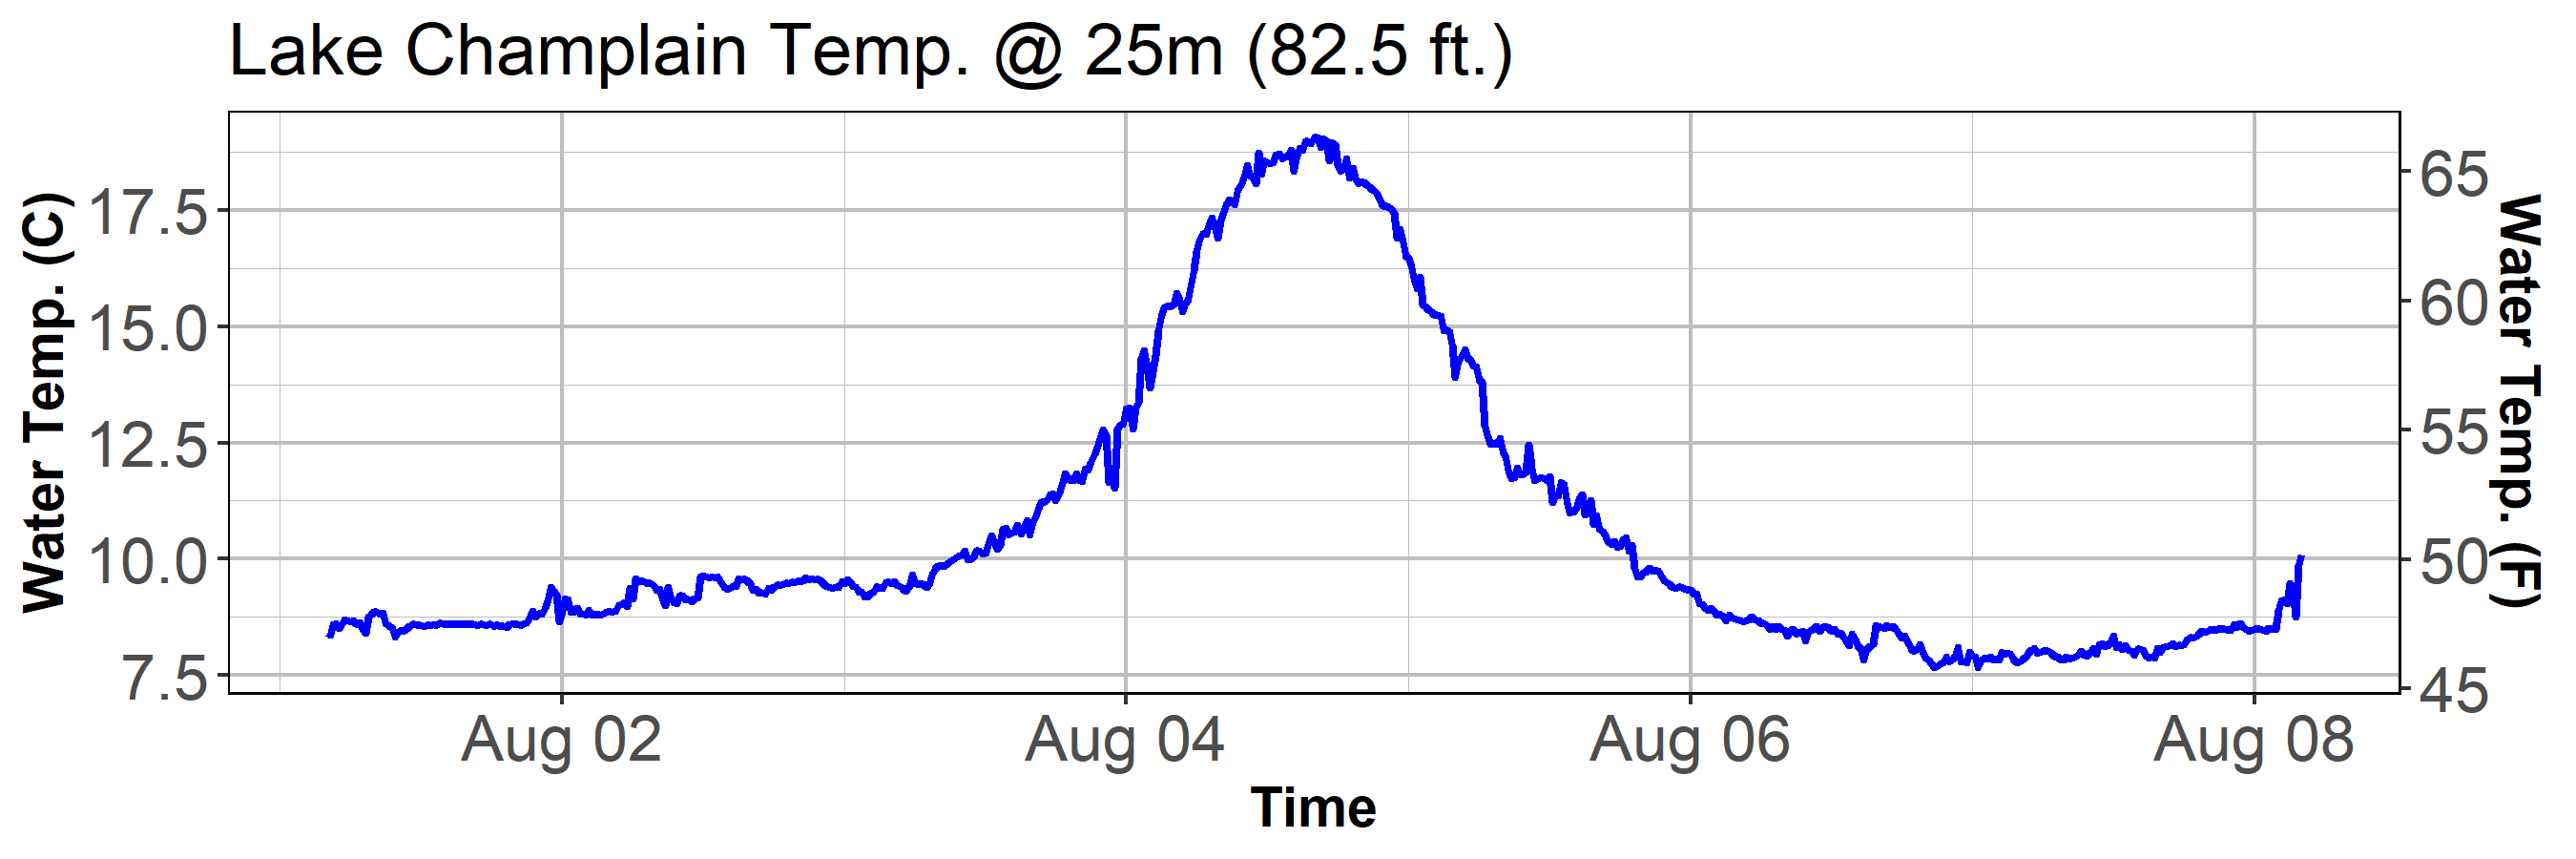 Lake Champlain Temp. @ 25m (82.5 ft.)
Water Temp. (C)
17.5
15.0
12.5
10.0
7.5
65
60
55
50
45
Water Temp. (F)
Aug 02 Aug 04 Aug 06 Aug 08
Time